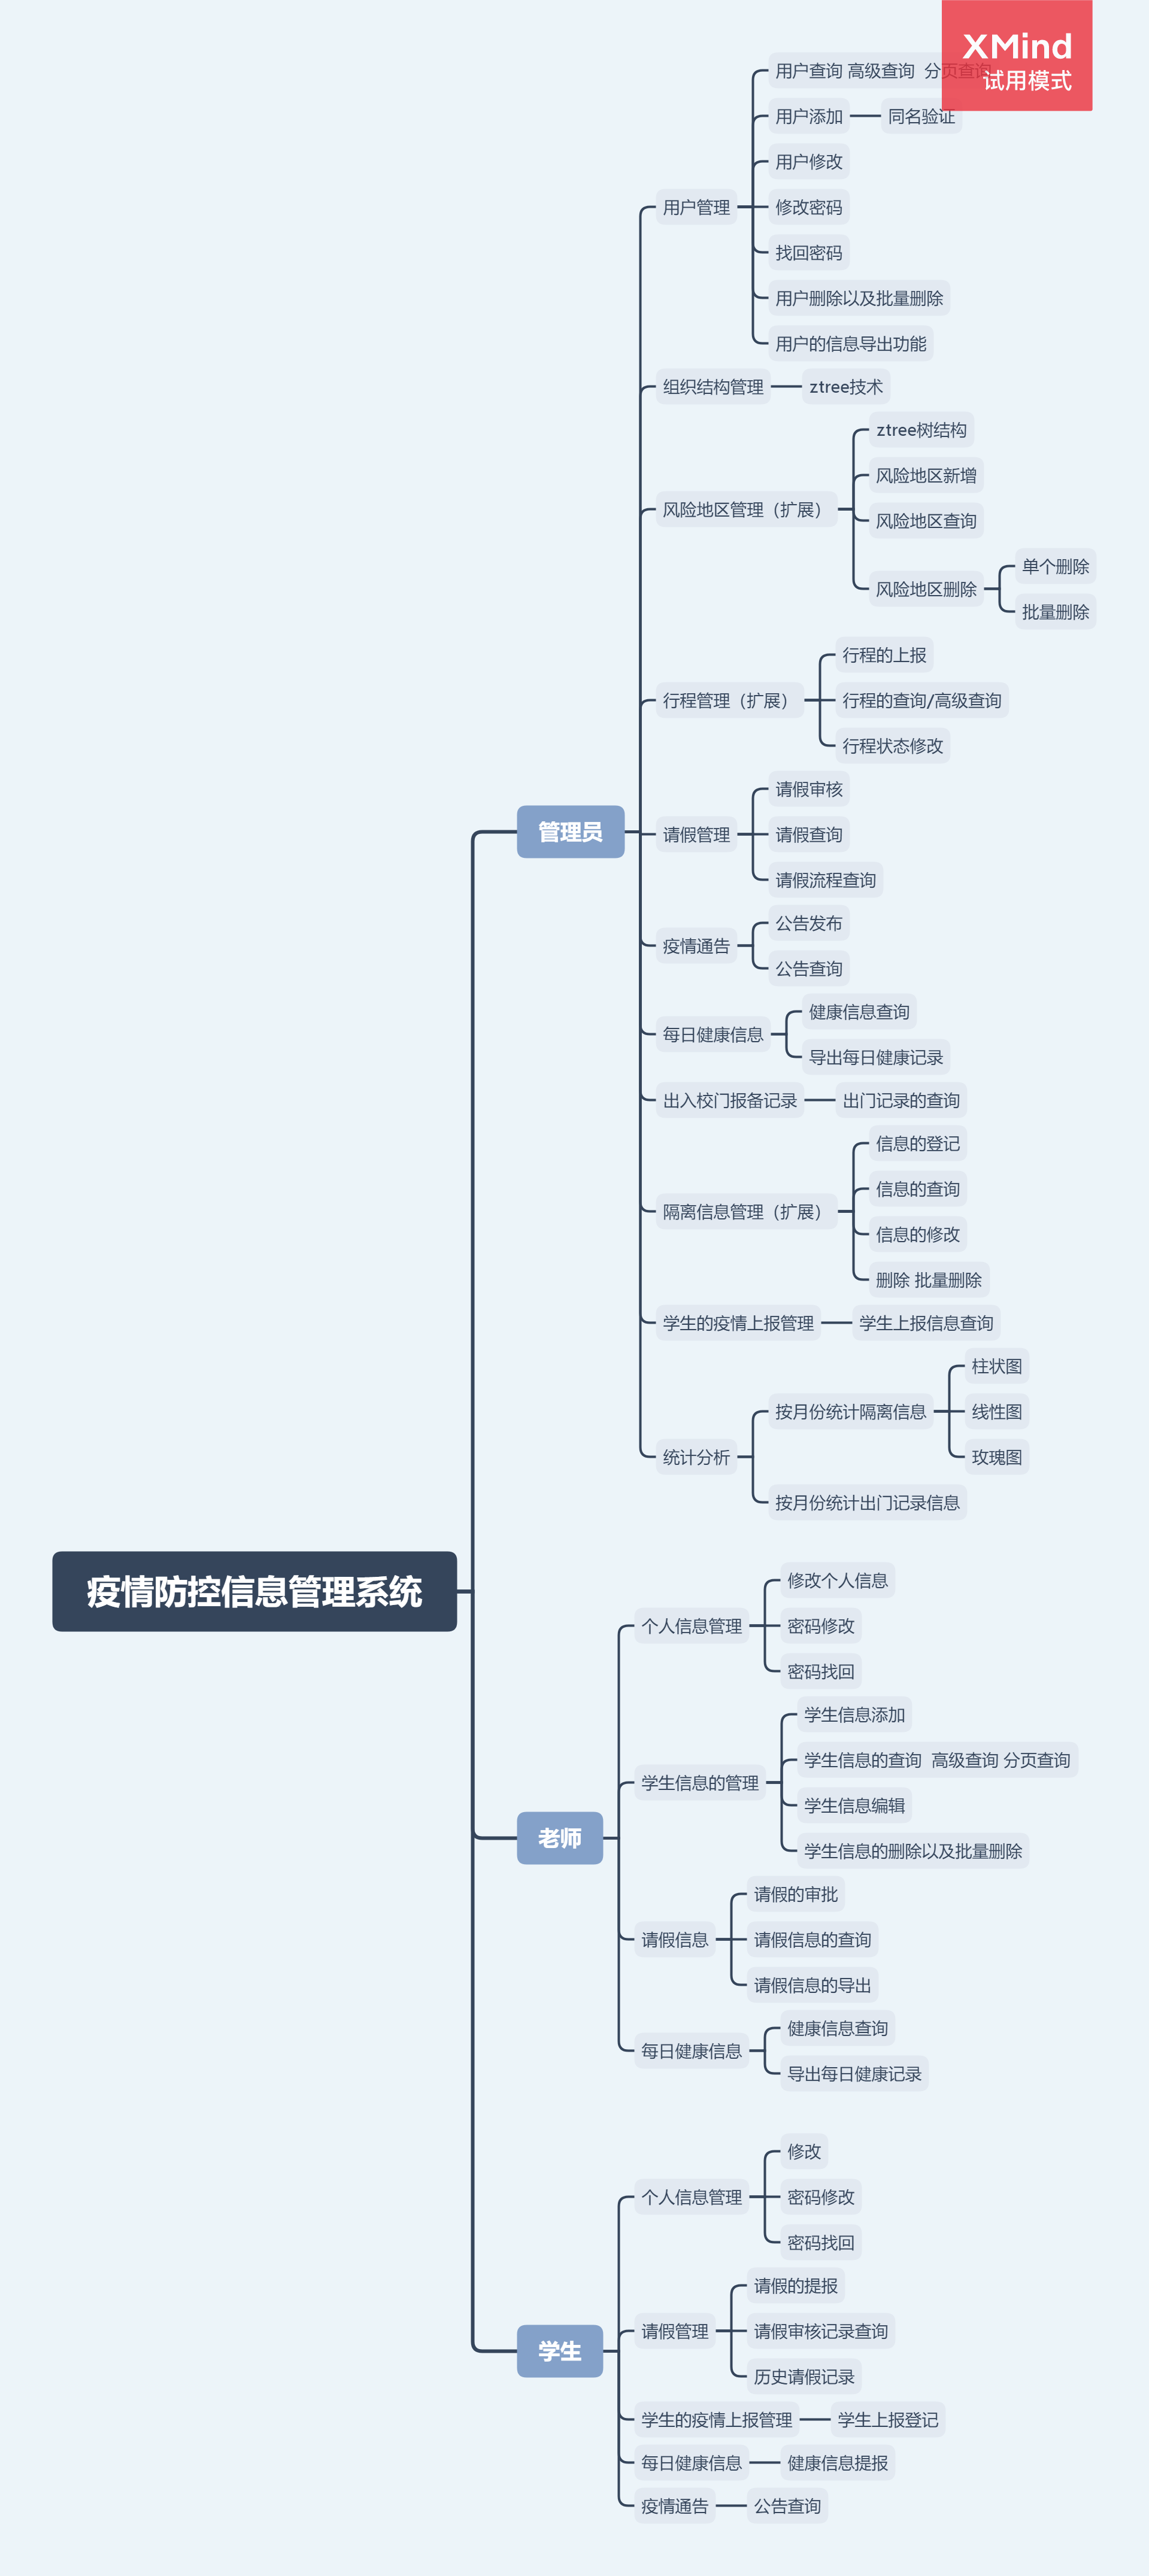 XMind
试用模式
用户查询 高级查询 分页查询
用户添加
同名验证
用户修改
用户管理
修改密码
找回密码
用户删除以及批量删除
用户的信息导出功能
组织结构管理
ztree技术
ztree树结构
风险地区新增
风险地区管理（扩展）
风险地区查询
风险地区删除
单个删除
批量删除
行程的上报
行程管理（扩展）
行程的查询/高级查询
行程状态修改
管理员
请假审核
请假管理
请假查询
请假流程查询
疫情通告
公告发布
公告查询
每日健康信息
健康信息查询
导出每日健康记录
出入校门报备记录
出门记录的查询
隔离信息管理（扩展）
信息的登记
信息的查询
信息的修改
删除 批量删除
学生的疫情上报管理
学生上报信息查询
统计分析
按月份统计隔离信息
柱状图
线性图
玫瑰图
按月份统计出门记录信息
疫情防控信息管理系统
老师
个人信息管理
修改个人信息
密码修改
密码找回
学生信息的管理
学生信息添加
学生信息的查询 高级查询 分页查询
学生信息编辑
学生信息的删除以及批量删除
请假信息
请假的审批
请假信息的查询
请假信息的导出
每日健康信息
健康信息查询
导出每日健康记录
学生
个人信息管理
修改
密码修改
密码找回
请假管理
请假的提报
请假审核记录查询
历史请假记录
学生的疫情上报管理
学生上报登记
每日健康信息
健康信息提报
疫情通告
公告查询